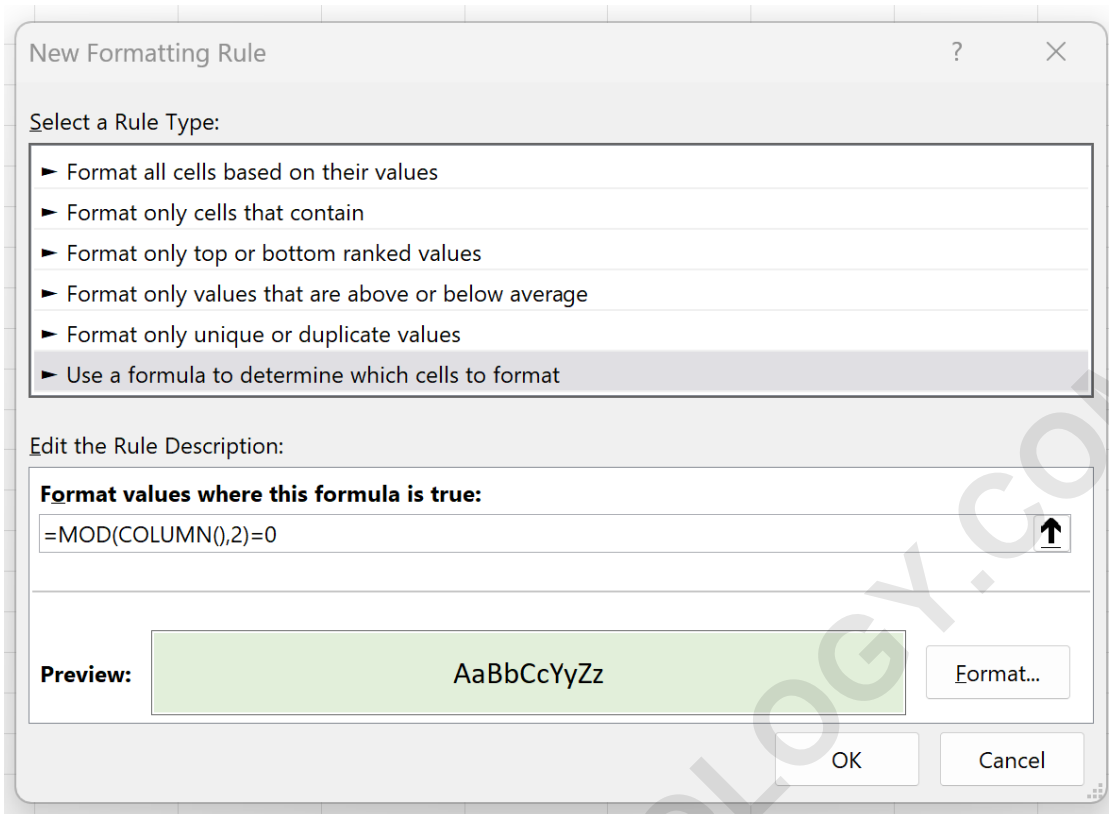 New Formatting Rule
?
Select a Rule Type:
► Format all cells based on their values
► Format only cells that contain
► Format only top or bottom ranked values
► Format only values that are above or below average
► Format only unique or duplicate values
► Use a formula to determine which cells to format
Edit the Rule Description:
Format values where this formula is true:
=MOD(COLUMN(),2)=0
Preview:
AaBbCcYyZz
Format...
OK
Cancel
OLOGY.COM